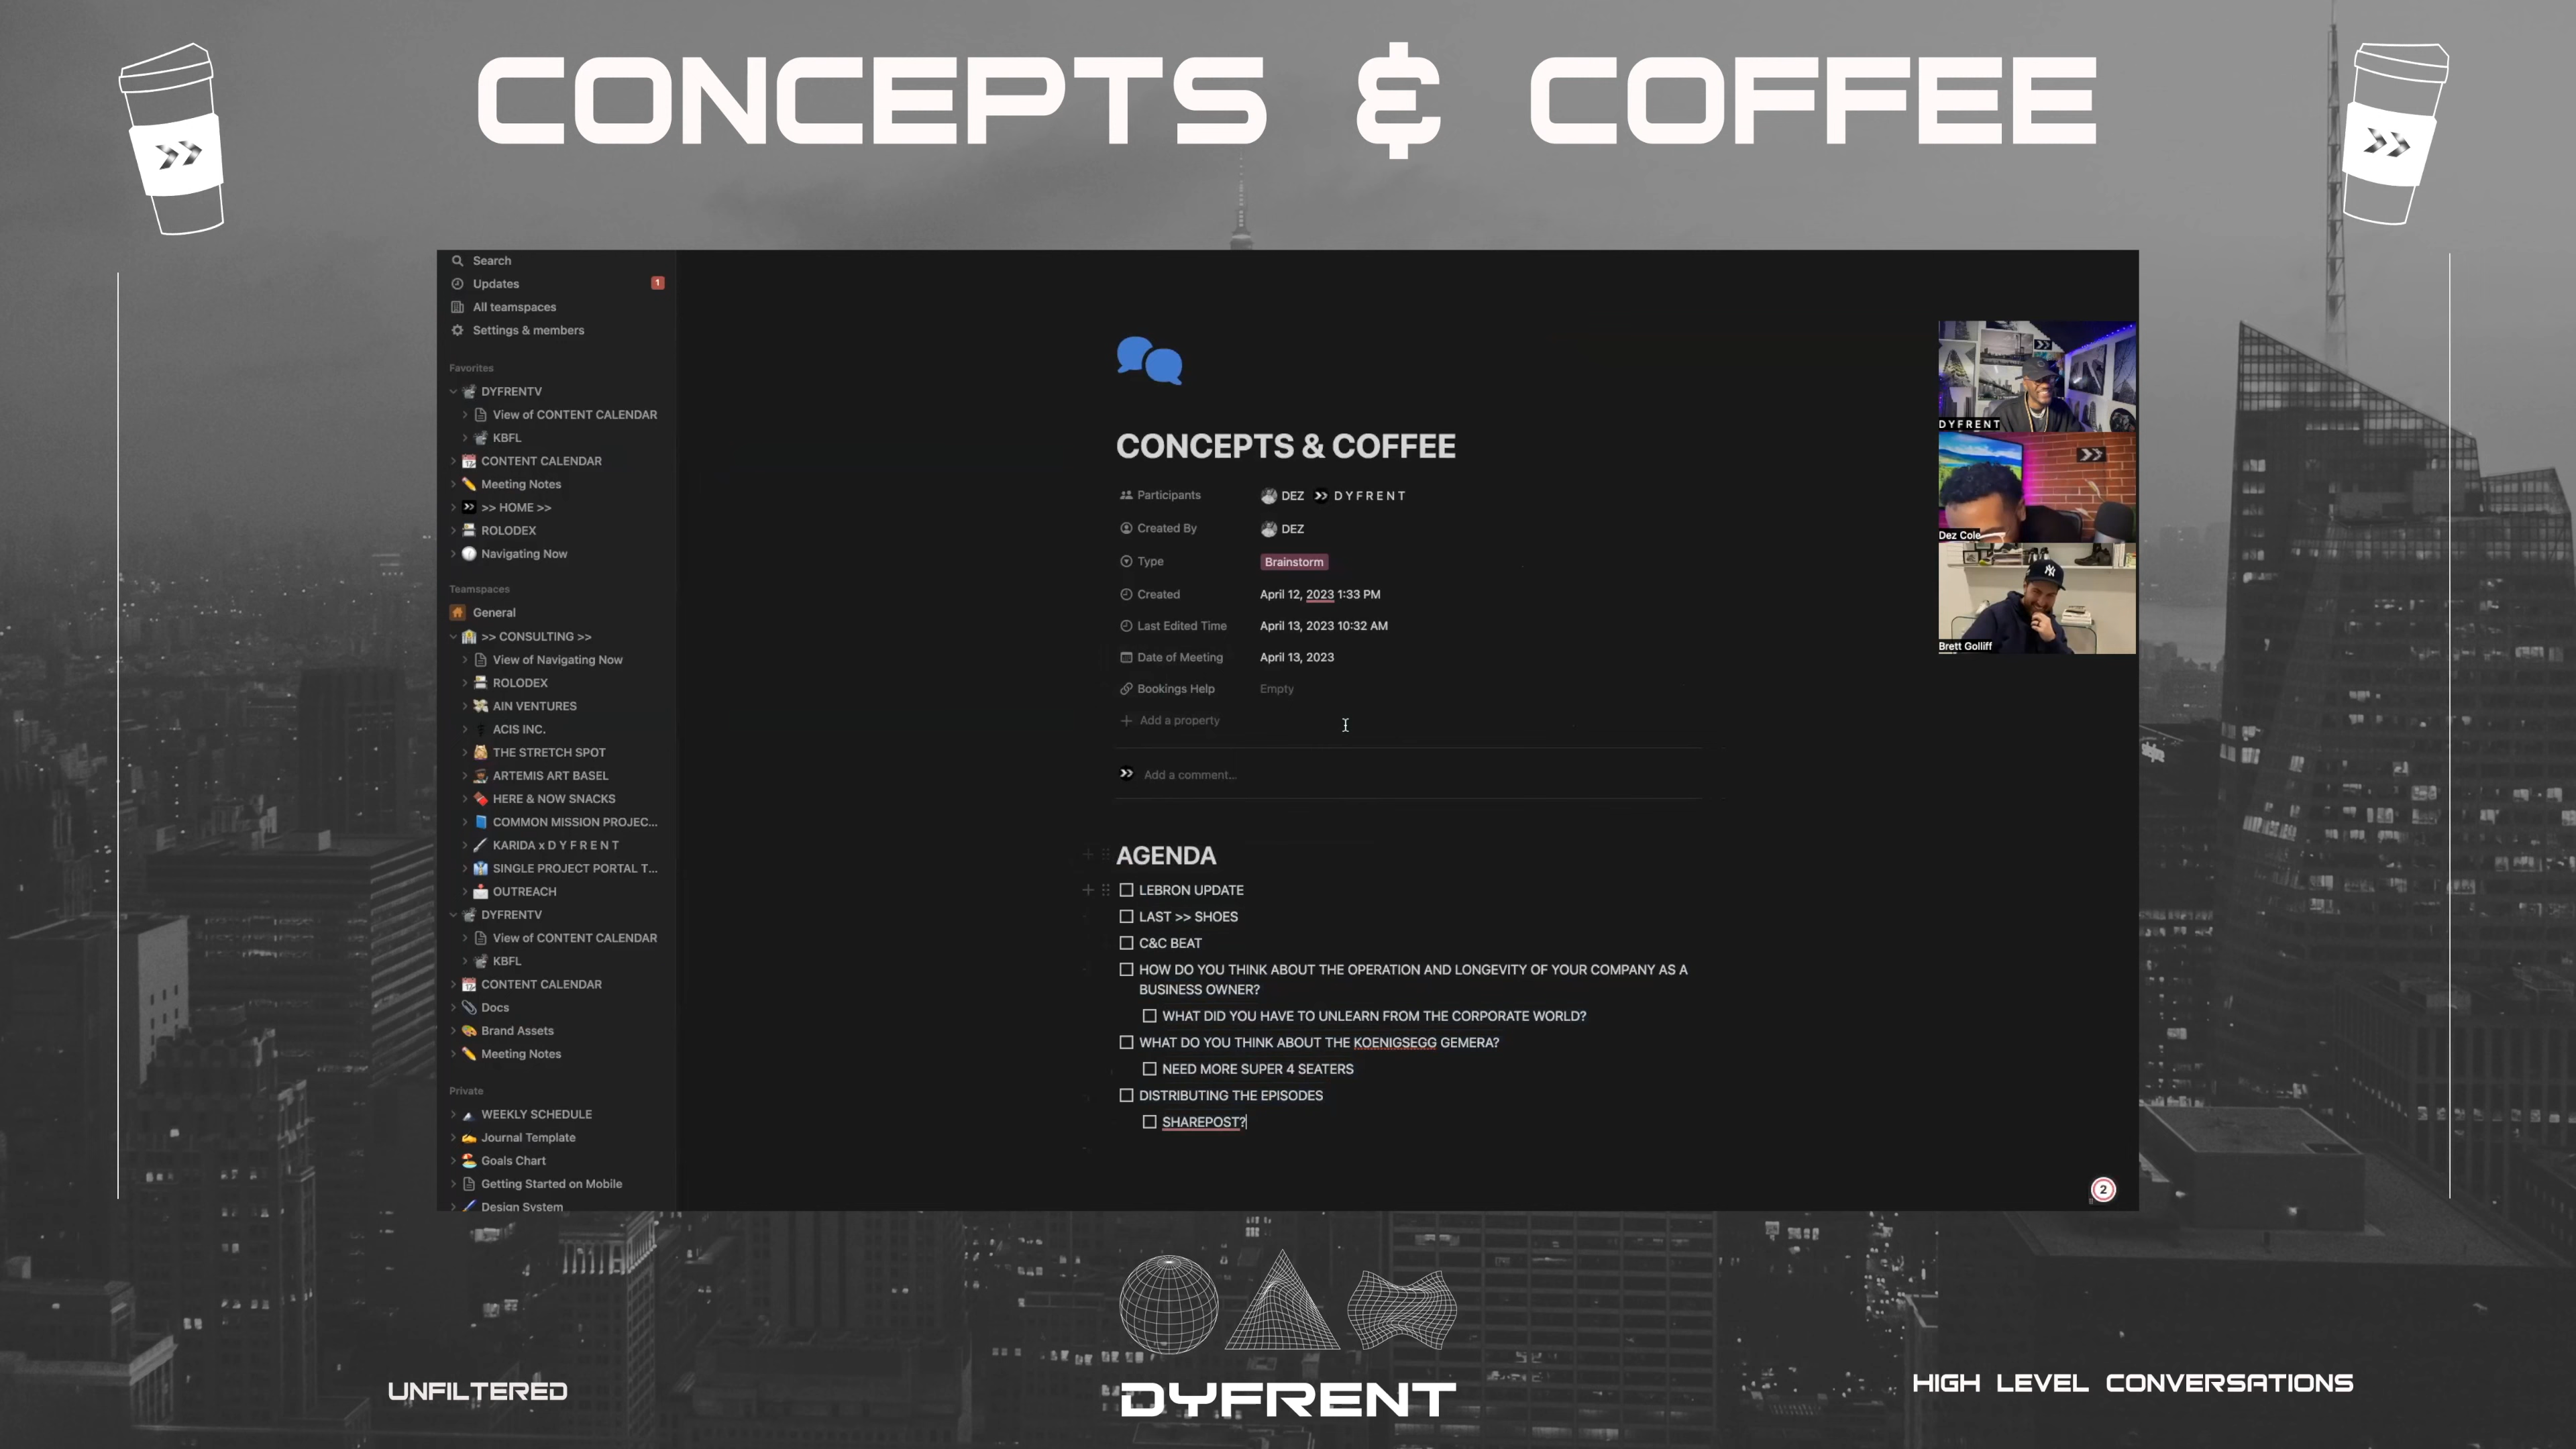 CONCEPTS & COFFEE
Search
Updates 1
All teamspaces
Settings & members
Favorites
DYFRENTV
View of CONTENT CALENDAR
KBFL
CONTENT CALENDAR
Meeting Notes
>> HOME >>
ROLODEX
Navigating Now
Teamspaces
General
>> CONSULTING >>
View of Navigating Now
ROLODEX
AIN VENTURES
ACIS INC.
THE STRETCH SPOT
ARTEMIS ART BASEL
HERE & NOW SNACKS
COMMON MISSION PROJEC...
KARIDA x D Y F R E N T
SINGLE PROJECT PORTAL T...
OUTREACH
DYFRENTV
View of CONTENT CALENDAR
KBFL
CONTENT CALENDAR
Docs
Brand Assets
Meeting Notes
Private
WEEKLY SCHEDULE
Journal Template
Goals Chart
Getting Started on Mobile
Design System
CONCEPTS & COFFEE
Participants DEZ >> D Y F R E N T
Created By DEZ
Type Brainstorm
Created April 12, 2023 1:33 PM
Last Edited Time April 13, 2023 10:32 AM
Date of Meeting April 13, 2023
Bookings Help Empty
+ Add a property
>> Add a comment...
AGENDA
LEBRON UPDATE
LAST >> SHOES
C&C BEAT
HOW DO YOU THINK ABOUT THE OPERATION AND LONGEVITY OF YOUR COMPANY AS A
BUSINESS OWNER?
WHAT DID YOU HAVE TO UNLEARN FROM THE CORPORATE WORLD?
WHAT DO YOU THINK ABOUT THE KOENIGSEGG GEMERA?
NEED MORE SUPER 4 SEATERS
DISTRIBUTING THE EPISODES
SHAREPOST?
D Y F R E N T
Dez Cole
NY
Brett Golliff
2
UNFILTERED
DYFRENT
HIGH LEVEL CONVERSATIONS